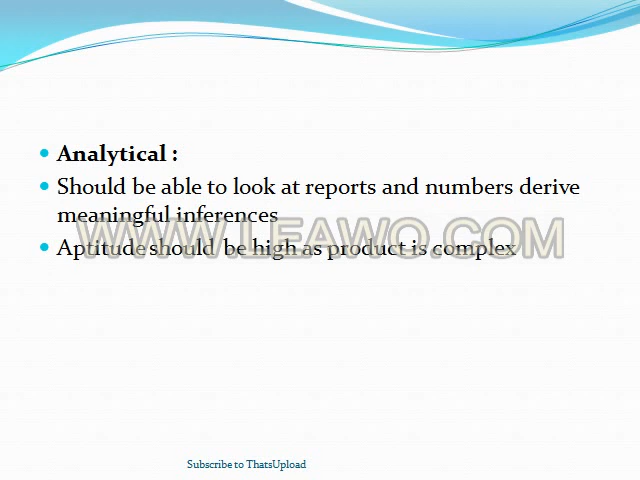 Analytical :
Should be able to look at reports and numbers derive
meaningful inferences
WWW.LEAWO.COM
Aptitude should be high as product is complex
Subscribe to ThatsUpload